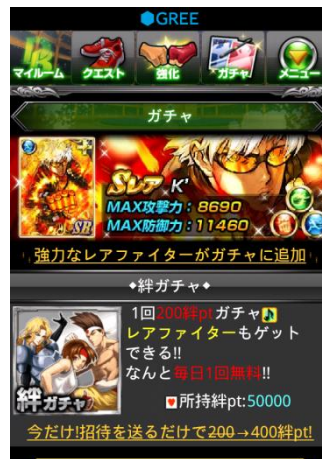 GREE
マイルーム
クエスト
強化
ガチャ
メニュー
ガチャ
Sレア K'
MAX攻撃力:8690
MAX防御力:11460
SR
強力なレアファイターがガチャに追加
◆絆ガチャ◆
1回200絆ptガチャ♪
レアファイターもゲット
できる!!
なんと毎日1回無料!!
所持絆pt:50000
絆ガチャ
今だけ!招待を送るだけで200→400絆pt!